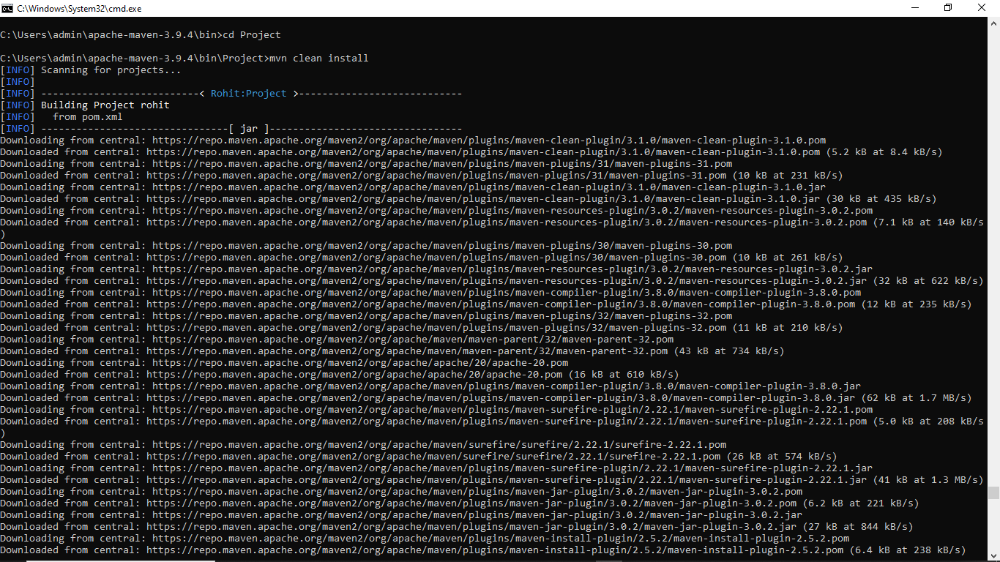 C:\Windows\System32\cmd.exe
C:\Users\admin\apache-maven-3.9.4\bin>cd Project
C:\Users\admin\apache-maven-3.9.4\bin\Project>mvn clean install
[INFO] Scanning for projects...
[INFO]
[INFO] ---------------------------< Rohit:Project >----------------------------
[INFO] Building Project rohit
[INFO]   from pom.xml
[INFO] --------------------------------[ jar ]---------------------------------
Downloading from central: https://repo.maven.apache.org/maven2/org/apache/maven/plugins/maven-clean-plugin/3.1.0/maven-clean-plugin-3.1.0.pom
Downloaded from central: https://repo.maven.apache.org/maven2/org/apache/maven/plugins/maven-clean-plugin/3.1.0/maven-clean-plugin-3.1.0.pom (5.2 kB at 8.4 kB/s)
Downloading from central: https://repo.maven.apache.org/maven2/org/apache/maven/plugins/maven-plugins/31/maven-plugins-31.pom
Downloaded from central: https://repo.maven.apache.org/maven2/org/apache/maven/plugins/maven-plugins/31/maven-plugins-31.pom (10 kB at 231 kB/s)
Downloading from central: https://repo.maven.apache.org/maven2/org/apache/maven/plugins/maven-clean-plugin/3.1.0/maven-clean-plugin-3.1.0.jar
Downloaded from central: https://repo.maven.apache.org/maven2/org/apache/maven/plugins/maven-clean-plugin/3.1.0/maven-clean-plugin-3.1.0.jar (30 kB at 435 kB/s)
Downloading from central: https://repo.maven.apache.org/maven2/org/apache/maven/plugins/maven-resources-plugin/3.0.2/maven-resources-plugin-3.0.2.pom
Downloaded from central: https://repo.maven.apache.org/maven2/org/apache/maven/plugins/maven-resources-plugin/3.0.2/maven-resources-plugin-3.0.2.pom (7.1 kB at 140 kB/s
)
Downloading from central: https://repo.maven.apache.org/maven2/org/apache/maven/plugins/maven-plugins/30/maven-plugins-30.pom
Downloaded from central: https://repo.maven.apache.org/maven2/org/apache/maven/plugins/maven-plugins/30/maven-plugins-30.pom (10 kB at 261 kB/s)
Downloading from central: https://repo.maven.apache.org/maven2/org/apache/maven/plugins/maven-resources-plugin/3.0.2/maven-resources-plugin-3.0.2.jar
Downloaded from central: https://repo.maven.apache.org/maven2/org/apache/maven/plugins/maven-resources-plugin/3.0.2/maven-resources-plugin-3.0.2.jar (32 kB at 622 kB/s)
Downloading from central: https://repo.maven.apache.org/maven2/org/apache/maven/plugins/maven-compiler-plugin/3.8.0/maven-compiler-plugin-3.8.0.pom
Downloaded from central: https://repo.maven.apache.org/maven2/org/apache/maven/plugins/maven-compiler-plugin/3.8.0/maven-compiler-plugin-3.8.0.pom (12 kB at 235 kB/s)
Downloading from central: https://repo.maven.apache.org/maven2/org/apache/maven/plugins/maven-plugins/32/maven-plugins-32.pom
Downloaded from central: https://repo.maven.apache.org/maven2/org/apache/maven/plugins/maven-plugins/32/maven-plugins-32.pom (11 kB at 210 kB/s)
Downloading from central: https://repo.maven.apache.org/maven2/org/apache/maven/maven-parent/32/maven-parent-32.pom
Downloaded from central: https://repo.maven.apache.org/maven2/org/apache/maven/maven-parent/32/maven-parent-32.pom (43 kB at 734 kB/s)
Downloading from central: https://repo.maven.apache.org/maven2/org/apache/apache/20/apache-20.pom
Downloaded from central: https://repo.maven.apache.org/maven2/org/apache/apache/20/apache-20.pom (16 kB at 610 kB/s)
Downloading from central: https://repo.maven.apache.org/maven2/org/apache/maven/plugins/maven-compiler-plugin/3.8.0/maven-compiler-plugin-3.8.0.jar
Downloaded from central: https://repo.maven.apache.org/maven2/org/apache/maven/plugins/maven-compiler-plugin/3.8.0/maven-compiler-plugin-3.8.0.jar (62 kB at 1.7 MB/s)
Downloading from central: https://repo.maven.apache.org/maven2/org/apache/maven/plugins/maven-surefire-plugin/2.22.1/maven-surefire-plugin-2.22.1.pom
Downloaded from central: https://repo.maven.apache.org/maven2/org/apache/maven/plugins/maven-surefire-plugin/2.22.1/maven-surefire-plugin-2.22.1.pom (5.0 kB at 208 kB/s
)
Downloading from central: https://repo.maven.apache.org/maven2/org/apache/maven/surefire/surefire/2.22.1/surefire-2.22.1.pom
Downloaded from central: https://repo.maven.apache.org/maven2/org/apache/maven/surefire/surefire/2.22.1/surefire-2.22.1.pom (26 kB at 574 kB/s)
Downloading from central: https://repo.maven.apache.org/maven2/org/apache/maven/plugins/maven-surefire-plugin/2.22.1/maven-surefire-plugin-2.22.1.jar
Downloaded from central: https://repo.maven.apache.org/maven2/org/apache/maven/plugins/maven-surefire-plugin/2.22.1/maven-surefire-plugin-2.22.1.jar (41 kB at 1.3 MB/s)
Downloading from central: https://repo.maven.apache.org/maven2/org/apache/maven/plugins/maven-jar-plugin/3.0.2/maven-jar-plugin-3.0.2.pom
Downloaded from central: https://repo.maven.apache.org/maven2/org/apache/maven/plugins/maven-jar-plugin/3.0.2/maven-jar-plugin-3.0.2.pom (6.2 kB at 221 kB/s)
Downloading from central: https://repo.maven.apache.org/maven2/org/apache/maven/plugins/maven-jar-plugin/3.0.2/maven-jar-plugin-3.0.2.jar
Downloaded from central: https://repo.maven.apache.org/maven2/org/apache/maven/plugins/maven-jar-plugin/3.0.2/maven-jar-plugin-3.0.2.jar (27 kB at 844 kB/s)
Downloading from central: https://repo.maven.apache.org/maven2/org/apache/maven/plugins/maven-install-plugin/2.5.2/maven-install-plugin-2.5.2.pom
Downloaded from central: https://repo.maven.apache.org/maven2/org/apache/maven/plugins/maven-install-plugin/2.5.2/maven-install-plugin-2.5.2.pom (6.4 kB at 238 kB/s)